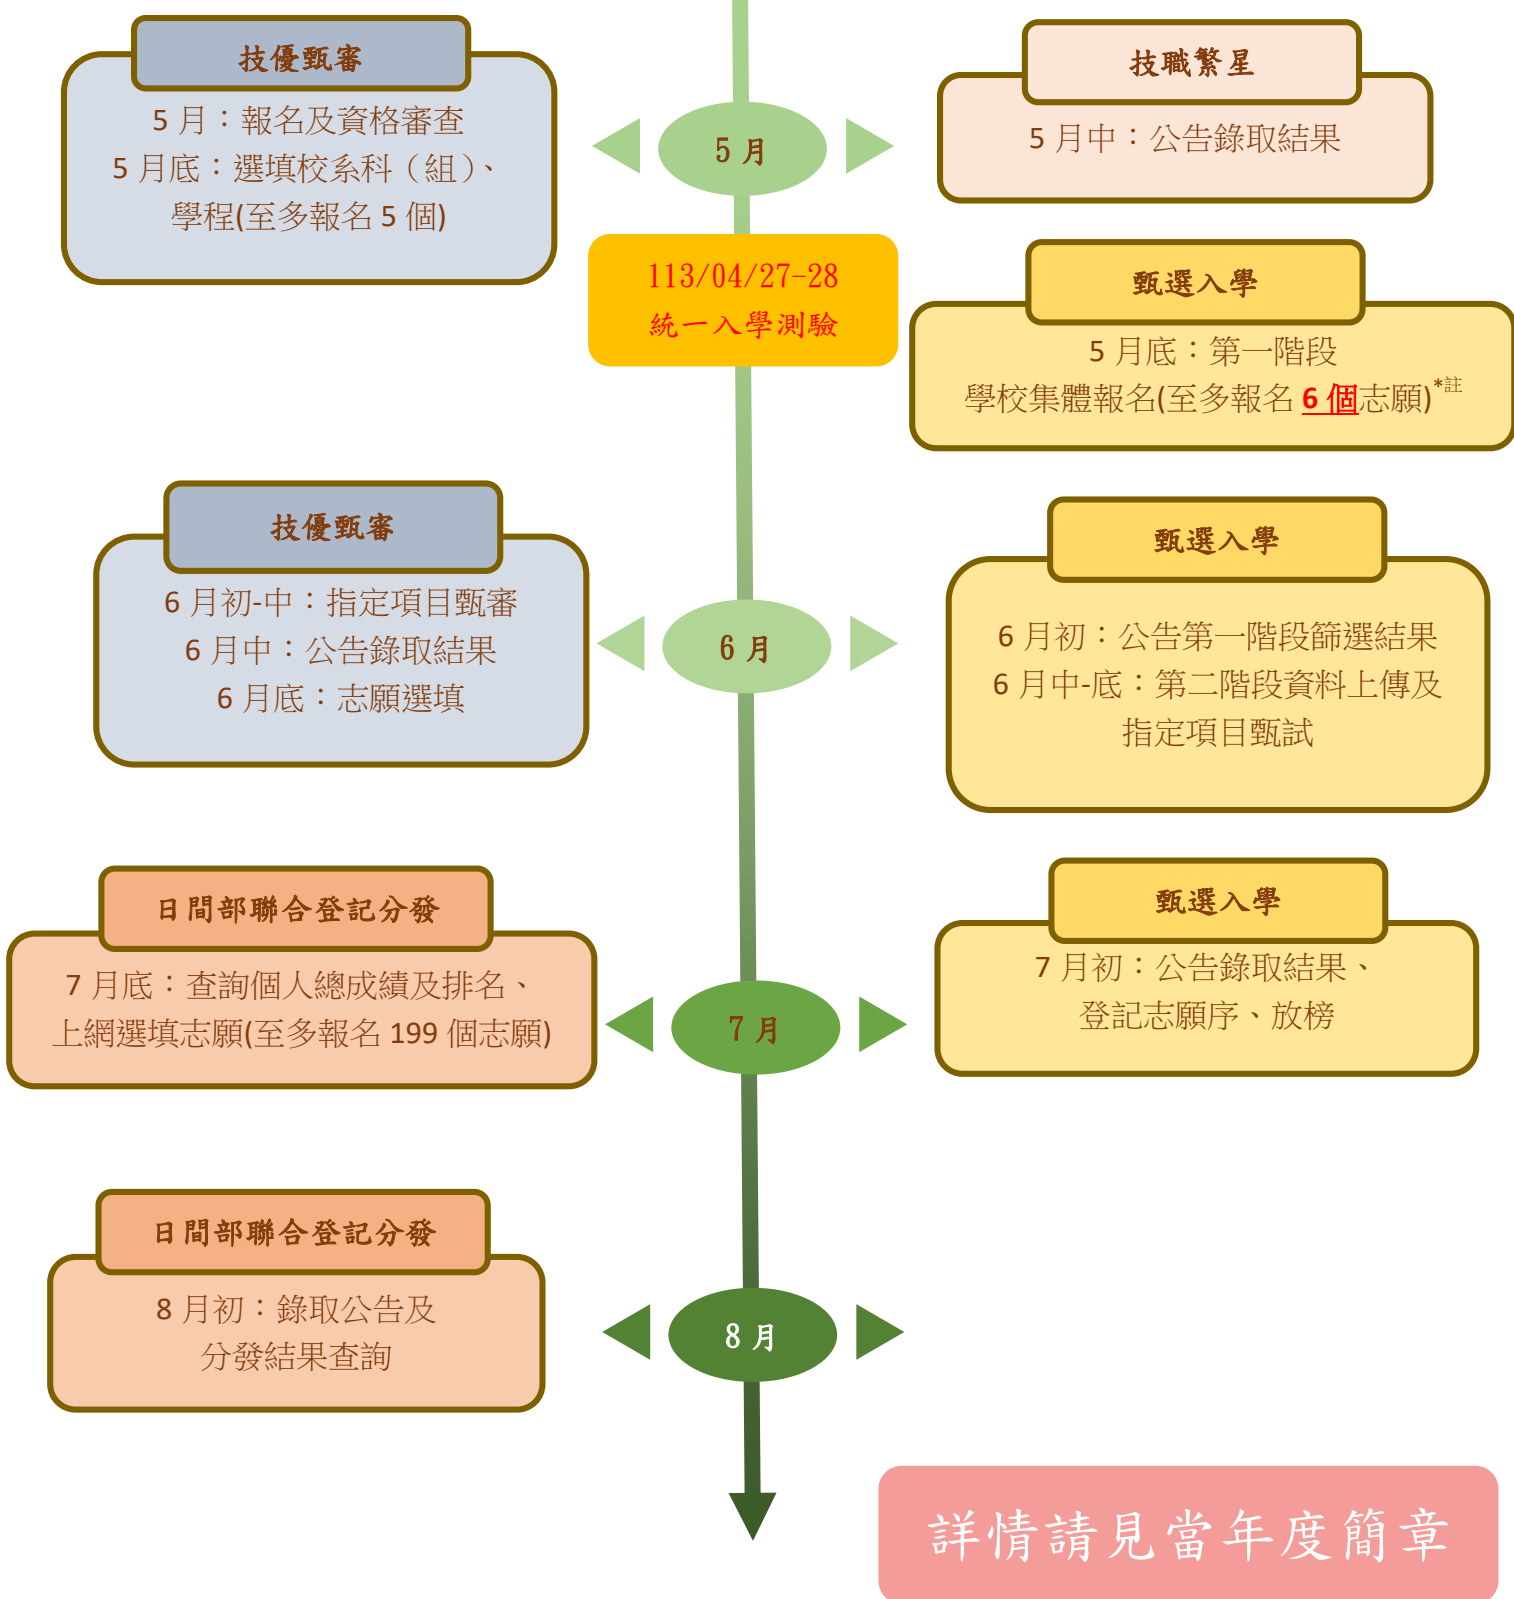 技優甄審
5 月：報名及資格審查
5 月底：選填校系科（組）、
學程(至多報名 5 個)
5 月
技職繁星
5 月中：公告錄取結果
113/04/27-28
統一入學測驗
甄選入學
5 月底：第一階段
學校集體報名(至多報名 6 個志願)*註
技優甄審
6 月初-中：指定項目甄審
6 月中：公告錄取結果
6 月底：志願選填
6 月
甄選入學
6 月初：公告第一階段篩選結果
6 月中-底：第二階段資料上傳及
指定項目甄試
日間部聯合登記分發
7 月底：查詢個人總成績及排名、
上網選填志願(至多報名 199 個志願)
7 月
甄選入學
7 月初：公告錄取結果、
登記志願序、放榜
日間部聯合登記分發
8 月初：錄取公告及
分發結果查詢
8 月
詳情請見當年度簡章